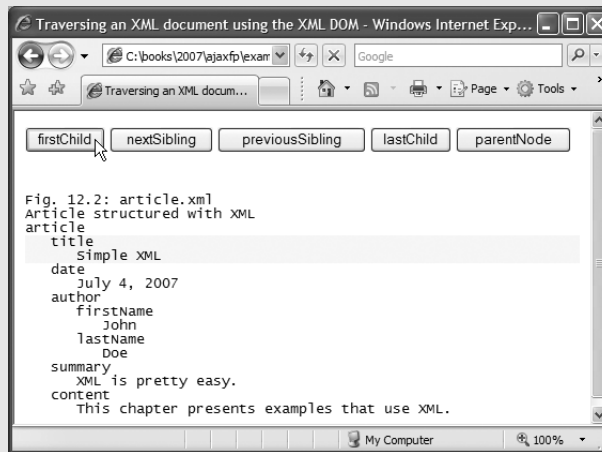 Traversing an XML document using the XML DOM - Windows Internet Exp...
C:\books\2007\ajaxfp\exam
Google
Traversing an XML docum...
Page
Tools
firstChild
nextSibling
previousSibling
lastChild
parentNode
Fig. 12.2: article.xml
Article structured with XML
article
title
Simple XML
date
July 4, 2007
author
firstName
John
lastName
Doe
summary
XML is pretty easy.
content
This chapter presents examples that use XML.
My Computer
100%